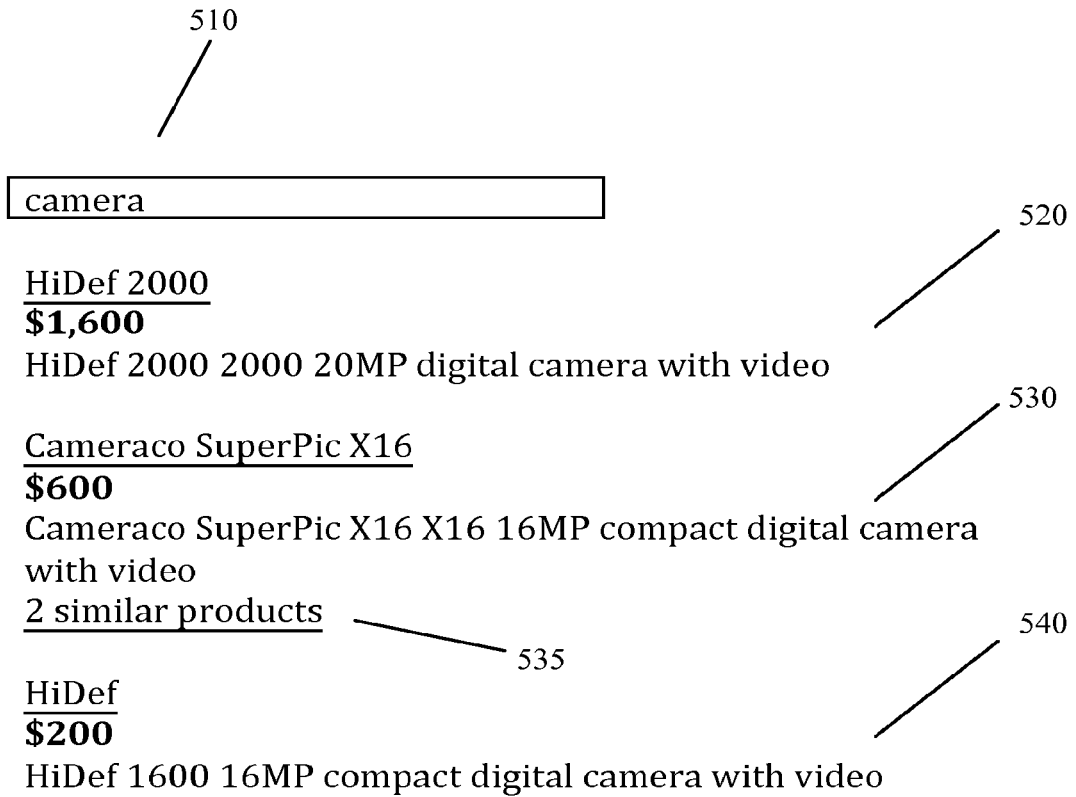 510
camera
520
HiDef 2000
$1,600
HiDef 2000 2000 20MP digital camera with video
530
Cameraco SuperPic X16
$600
Cameraco SuperPic X16 X16 16MP compact digital camera
with video
2 similar products
535
540
HiDef
$200
HiDef 1600 16MP compact digital camera with video